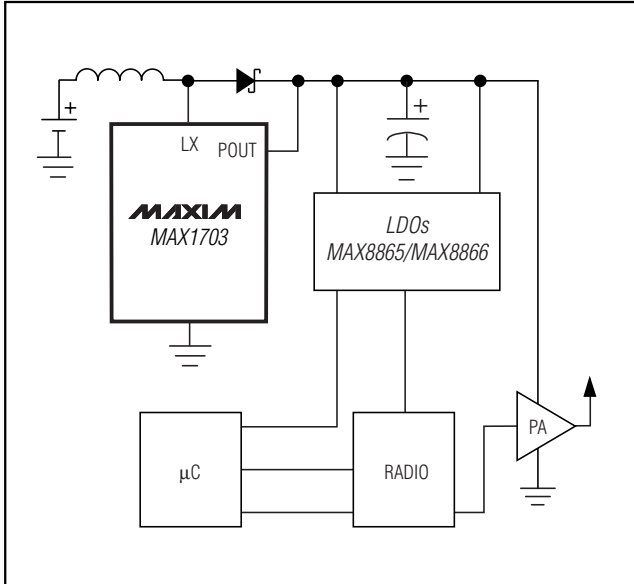 +
+
LX
POUT
MAXIM
MAX1703
LDOs
MAX8865/MAX8866
μC
RADIO
PA